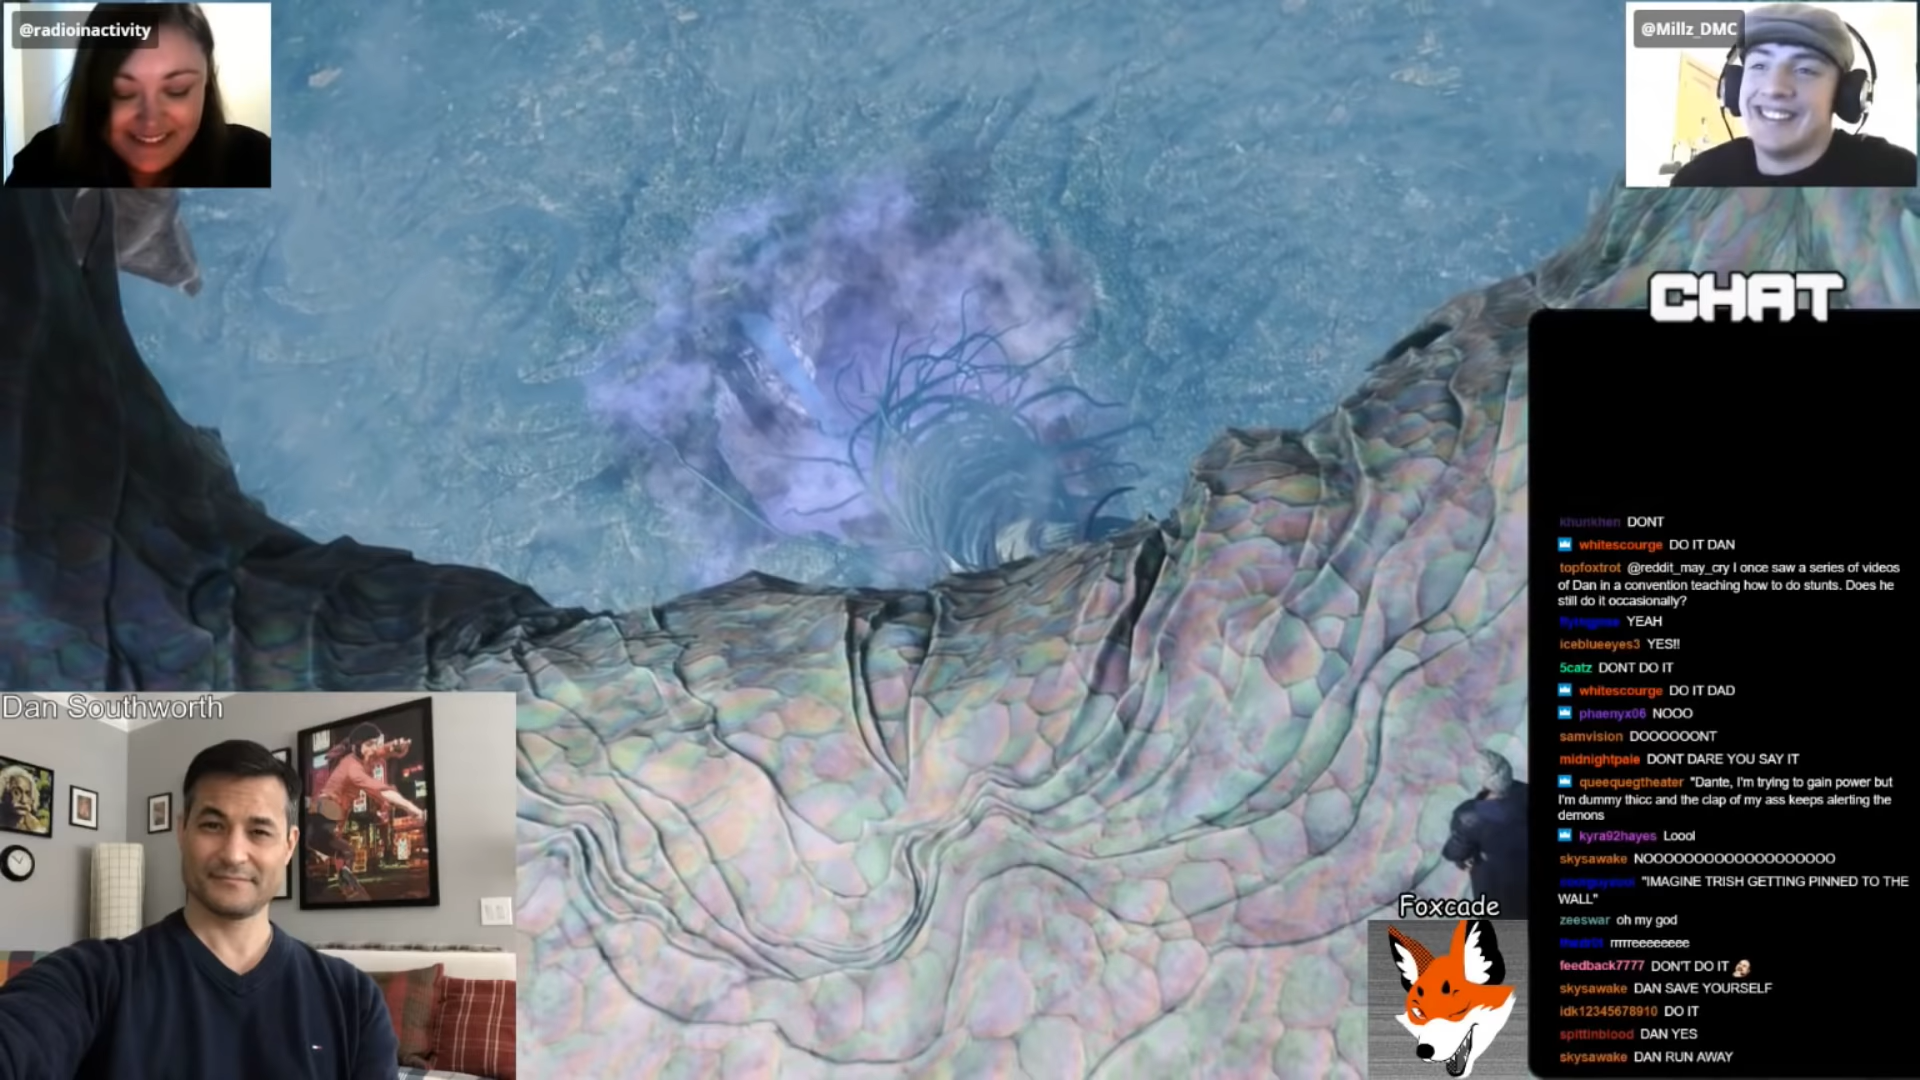 @radioinactivity
@Millz_DMC
CHAT
khunkhen DONT
whitescourge DO IT DAN
topfoxtrot @reddit_may_cry I once saw a series of videos
of Dan in a convention teaching how to do stunts. Does he
still do it occasionally?
YEAH
iceblueeyes3 YES!!
5catz DONT DO IT
whitescourge DO IT DAD
phaenyx06 NOOO
samvision DOOOOOONT
midnightpale DONT DARE YOU SAY IT
queequegtheater "Dante, I'm trying to gain power but
I'm dummy thicc and the clap of my ass keeps alerting the
demons
kyra92hayes Loool
skysawake NOOOOOOOOOOOOOOOOOOO
"IMAGINE TRISH GETTING PINNED TO THE
WALL"
zeeswar oh my god
rrrrreeeeeeeee
feedback7777 DON'T DO IT
skysawake DAN SAVE YOURSELF
idk12345678910 DO IT
spittinblood DAN YES
skysawake DAN RUN AWAY
Dan Southworth
Foxcade